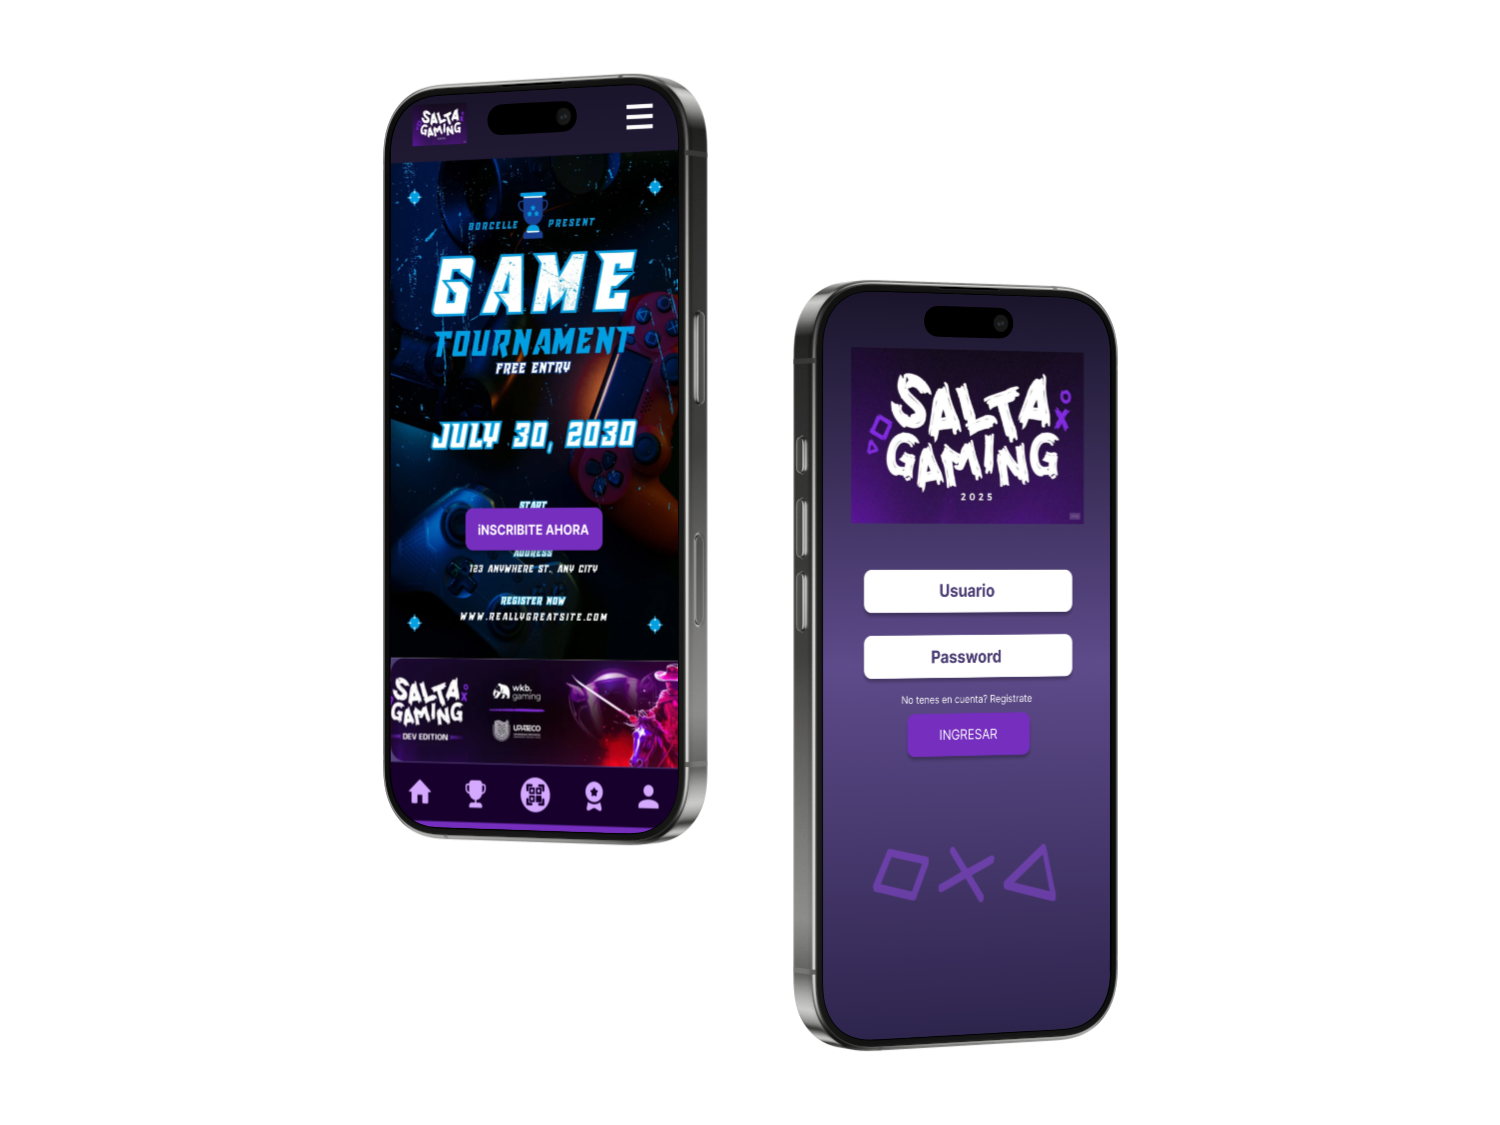 SALTA
GAMING
BORCELLE PRESENT
GAME
TOURNAMENT
FREE ENTRY
JULY 30, 2030
START
iNSCRIBITE AHORA
ADDRESS
123 ANYWHERE ST., ANY CITY
REGISTER NOW
WWW.REALLYGREATSITE.COM
SALTA
GAMING
DEV EDITION
wkb.
gaming
SALTA
GAMING
2025
Usuario
Password
No tenes en cuenta? Registrate
INGRESAR